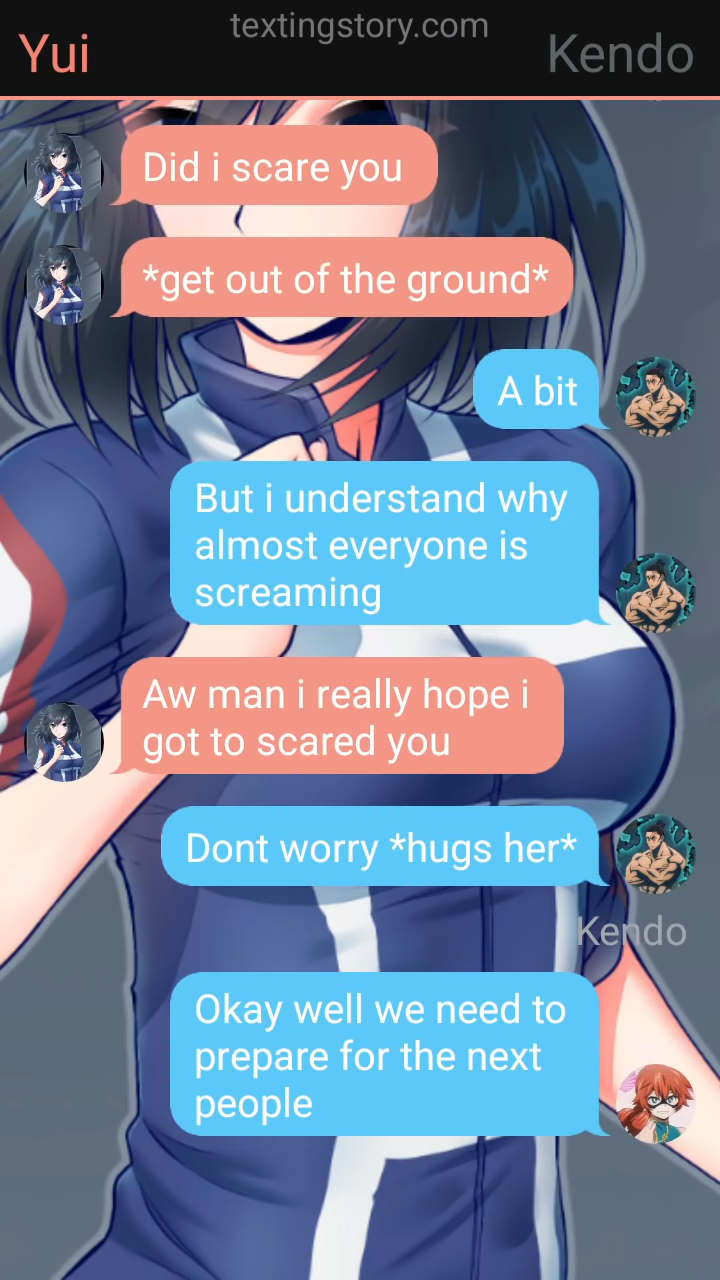 textingstory.com
Yui
Kendo
Did i scare you
*get out of the ground*
A bit
But i understand why
almost everyone is
screaming
Aw man i really hope i
got to scared you
Dont worry *hugs her*
Kendo
Okay well we need to
prepare for the next
people